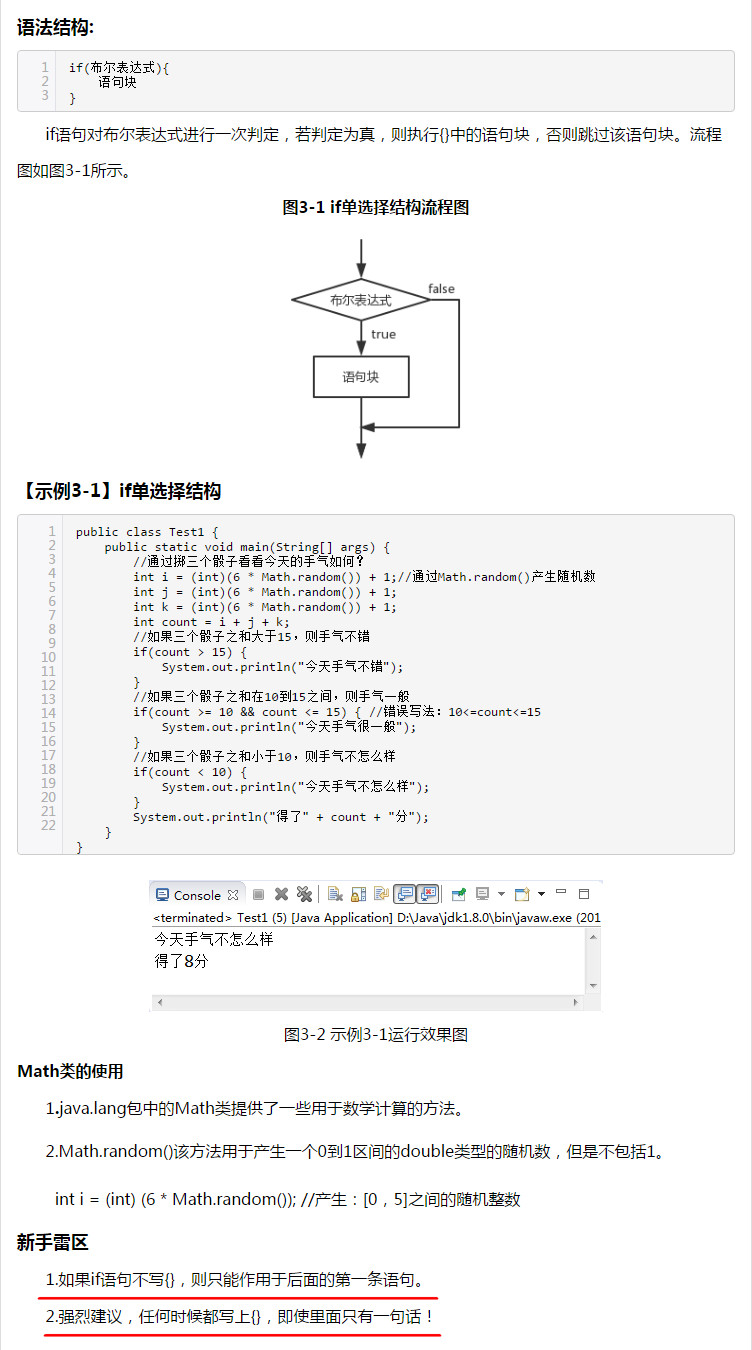 语法结构:
1 if(布尔表达式){
2 语句块
3 }
if语句对布尔表达式进行一次判定，若判定为真，则执行{}中的语句块，否则跳过该语句块。流程
图如图3-1所示。
图3-1 if单选择结构流程图
布尔表达式
false
true
语句块
【示例3-1】if单选择结构
1 public class Test1 {
2 public static void main(String[] args) {
3 //通过掷三个骰子看看今天的手气如何？
4 int i = (int)(6 * Math.random()) + 1;//通过Math.random()产生随机数
5 int j = (int)(6 * Math.random()) + 1;
6 int k = (int)(6 * Math.random()) + 1;
7 int count = i + j + k;
8 //如果三个骰子之和大于15，则手气不错
9 if(count > 15) {
10 System.out.println("今天手气不错");
11 }
12 //如果三个骰子之和在10到15之间，则手气一般
13 if(count >= 10 && count <= 15) { //错误写法：10<=count<=15
14 System.out.println("今天手气很一般");
15 }
16 //如果三个骰子之和小于10，则手气不怎么样
17 if(count < 10) {
18 System.out.println("今天手气不怎么样");
19 }
20 System.out.println("得了" + count + "分");
21 }
22 }
Console
<terminated> Test1 (5) [Java Application] D:\Java\jdk1.8.0\bin\javaw.exe (201
今天手气不怎么样
得了8分
图3-2 示例3-1运行效果图
Math类的使用
1.java.lang包中的Math类提供了一些用于数学计算的方法。
2.Math.random()该方法用于产生一个0到1区间的double类型的随机数，但是不包括1。
int i = (int) (6 * Math.random()); //产生：[0，5]之间的随机整数
新手雷区
1.如果if语句不写{}，则只能作用于后面的第一条语句。
2.强烈建议，任何时候都写上{}，即使里面只有一句话！